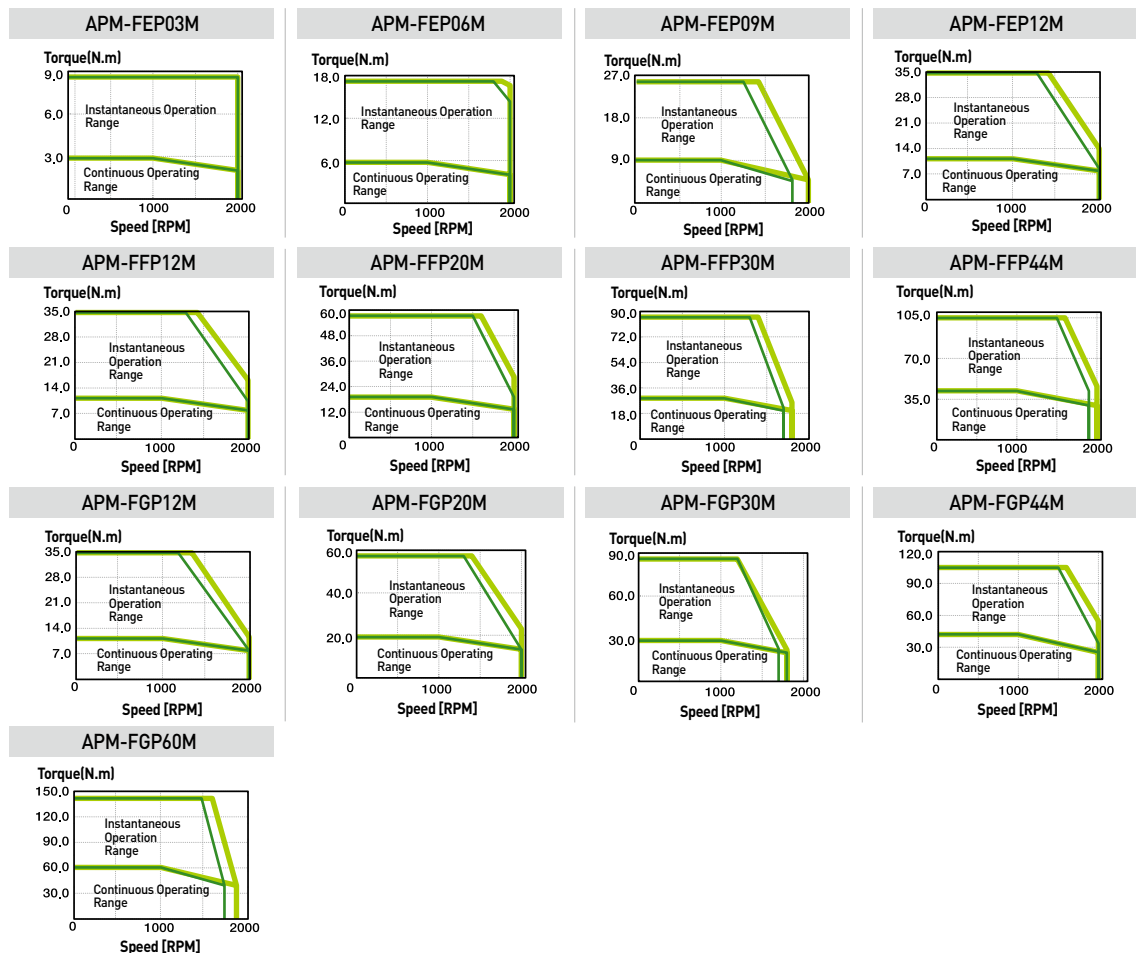 APM-FEP03M
Torque(N.m)
9,0
6,0
3,0
Instantaneous Operation
Range
Continuous Operating
Range
0
1000
2000
Speed [RPM]
APM-FEP06M
Torque(N.m)
18,0
12,0
6,0
Instantaneous Operation
Range
Continuous Operating
Range
0
1000
2000
Speed [RPM]
APM-FEP09M
Torque(N.m)
27,0
18,0
9,0
Instantaneous
Operation
Range
Continuous Operating
Range
0
1000
2000
Speed [RPM]
APM-FEP12M
Torque(N.m)
35,0
28,0
21,0
14,0
7,0
Instantaneous
Operation
Range
Continuous Operating
Range
0
1000
2000
Speed [RPM]
APM-FFP12M
Torque(N.m)
35,0
28,0
21,0
14,0
7,0
Instantaneous
Operation
Range
Continuous Operating
Range
0
1000
2000
Speed [RPM]
APM-FFP20M
Torque(N.m)
60,0
48,0
36,0
24,0
12,0
Instantaneous
Operation
Range
Continuous Operating
Range
0
1000
2000
Speed [RPM]
APM-FFP30M
Torque(N.m)
90,0
72,0
54,0
36,0
18,0
Instantaneous
Operation
Range
Continuous Operating
Range
0
1000
2000
Speed [RPM]
APM-FFP44M
Torque(N.m)
105,0
70,0
35,0
Instantaneous
Operation
Range
Continuous Operating
Range
0
1000
2000
Speed [RPM]
APM-FGP12M
Torque(N.m)
35,0
28,0
21,0
14,0
7,0
Instantaneous
Operation
Range
Continuous Operating
Range
0
1000
2000
Speed [RPM]
APM-FGP20M
Torque(N.m)
60,0
40,0
20,0
Instantaneous
Operation
Range
Continuous Operating
Range
0
1000
2000
Speed [RPM]
APM-FGP30M
Torque(N.m)
90,0
60,0
30,0
Instantaneous
Operation
Range
Continuous Operating
Range
0
1000
2000
Speed [RPM]
APM-FGP44M
Torque(N.m)
120,0
90,0
60,0
30,0
Instantaneous
Operation
Range
Continuous Operating
Range
0
1000
2000
Speed [RPM]
APM-FGP60M
Torque(N.m)
150,0
120,0
90,0
60,0
30,0
Instantaneous
Operation
Range
Continuous Operating
Range
0
1000
2000
Speed [RPM]